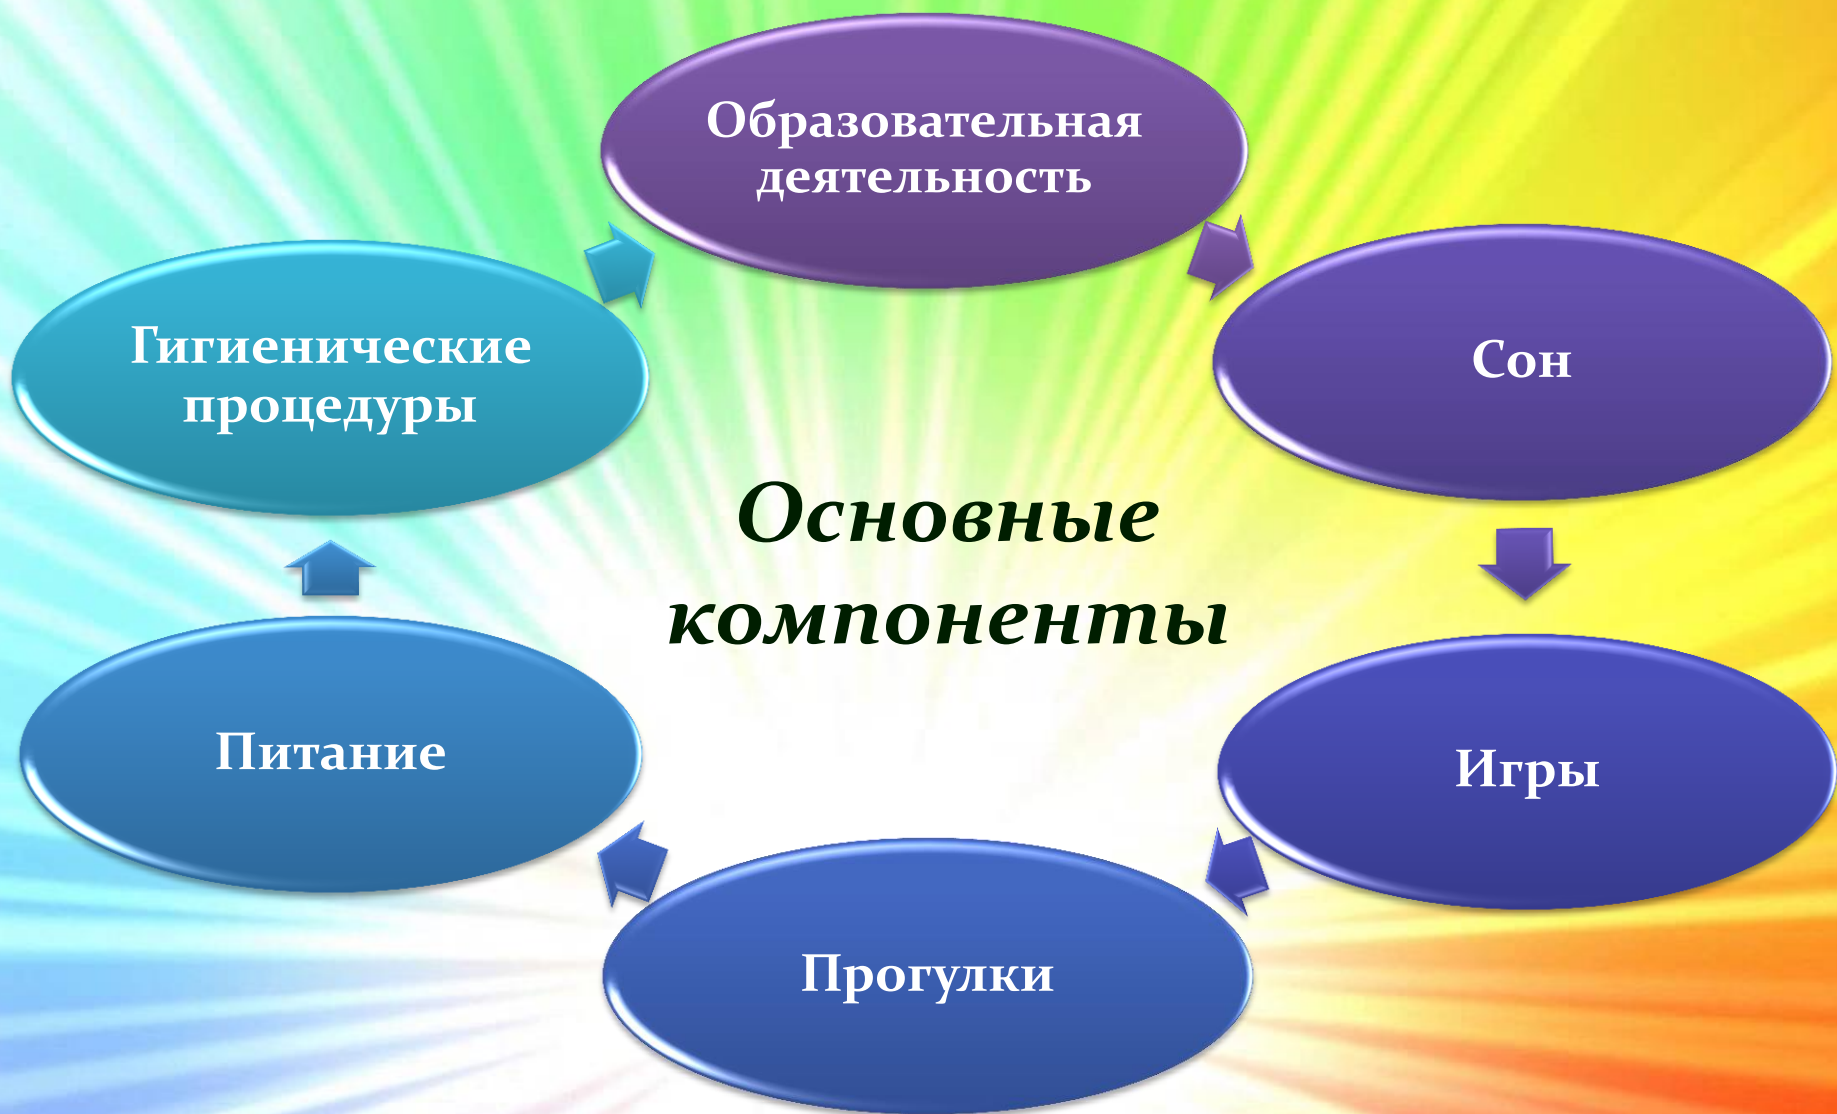 Образовательная
деятельность
Сон
Игры
Прогулки
Питание
Гигиенические
процедуры
Основные
компоненты